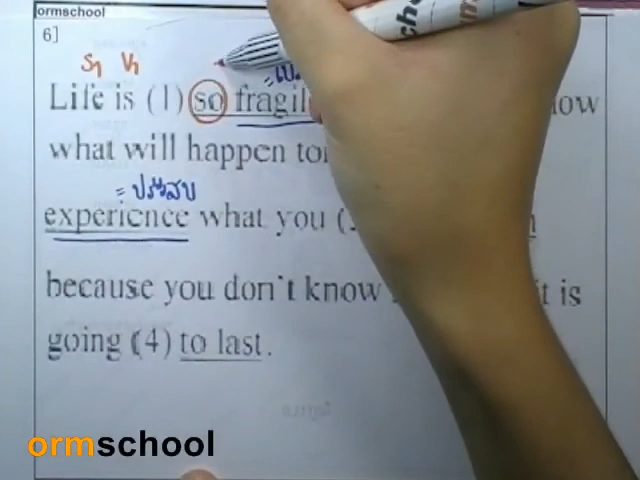 ormschool
6]
S1 V1
Life is (1) so fragil
what will happen
= ประสบ
experience what you
because you don't know it is
going (4) to last.
ormschool